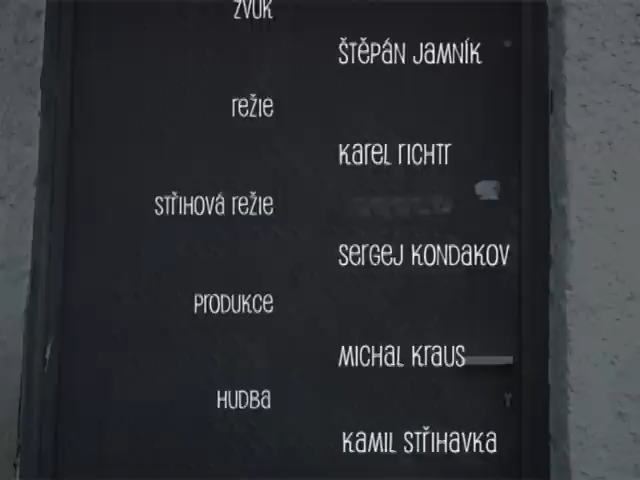 zvuk
Štěpán Jamník
režie
Karel Richtr
střihová režie
Sergej Kondakov
produkce
Michal Kraus
hudba
Kamil Střihavka